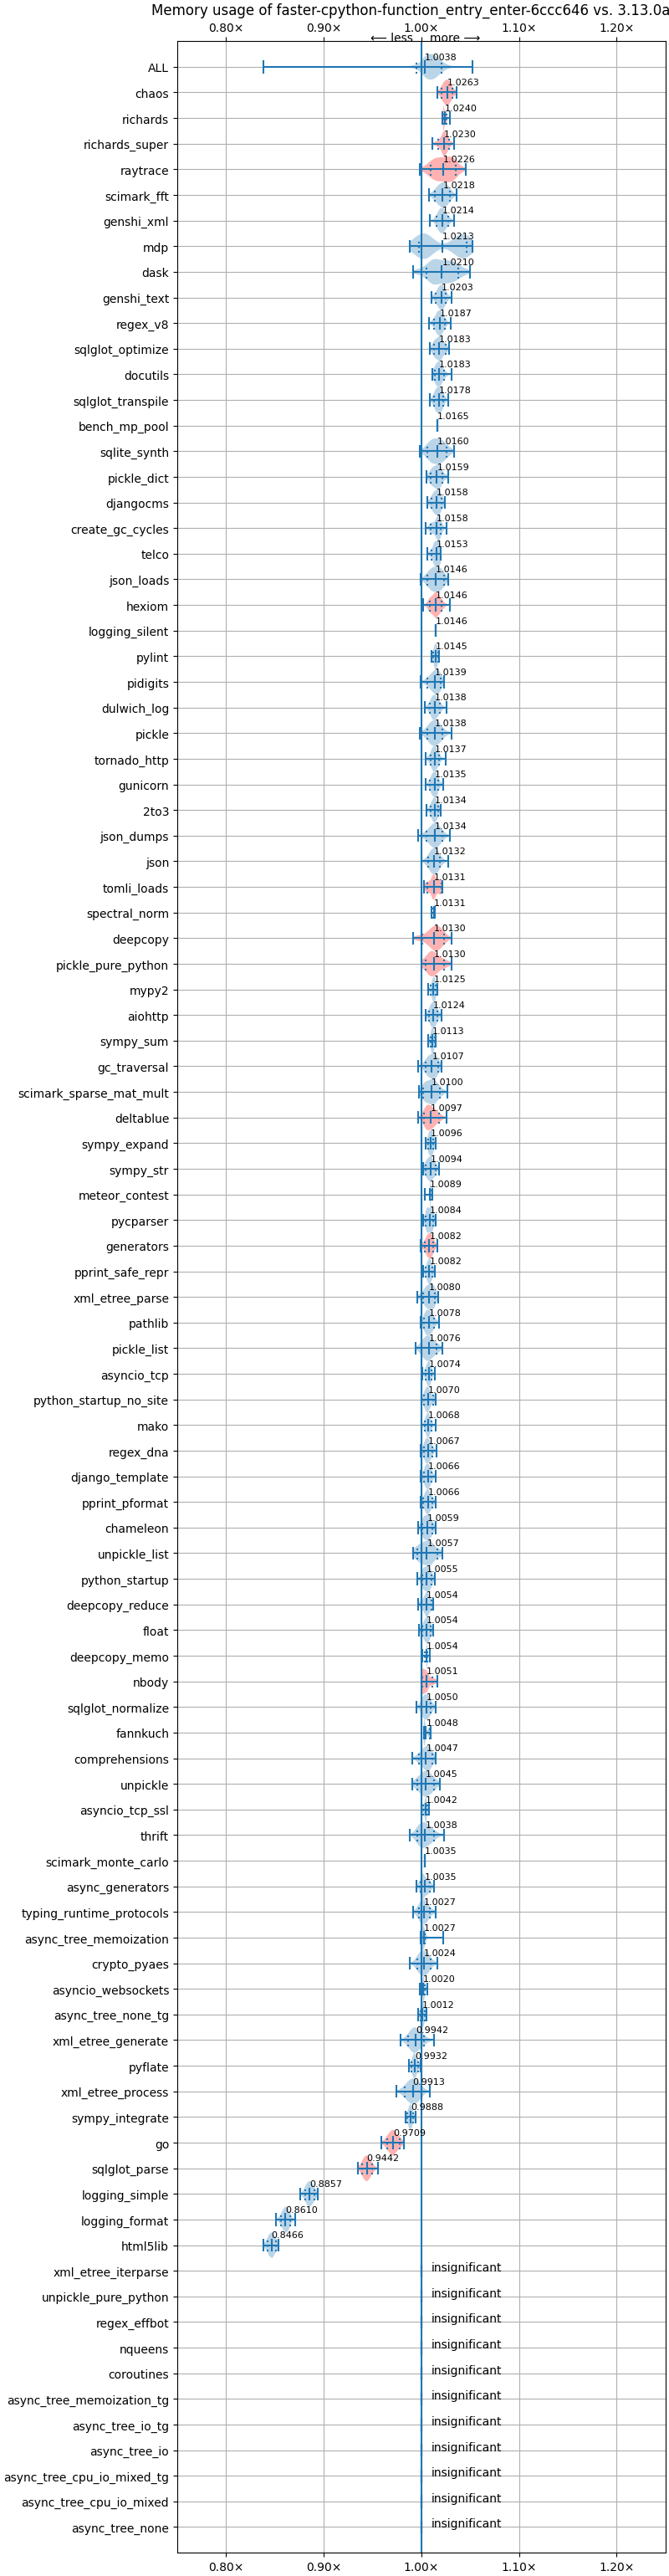 Memory usage of faster-cpython-function_entry_enter-6ccc646 vs. 3.13.0a
0.80× 0.90× 1.00× 1.10× 1.20×
⟵ less more ⟶
ALL 1.0038
chaos 1.0263
richards 1.0240
richards_super 1.0230
raytrace 1.0226
scimark_fft 1.0218
genshi_xml 1.0214
mdp 1.0213
dask 1.0210
genshi_text 1.0203
regex_v8 1.0187
sqlglot_optimize 1.0183
docutils 1.0183
sqlglot_transpile 1.0178
bench_mp_pool 1.0165
sqlite_synth 1.0160
pickle_dict 1.0159
djangocms 1.0158
create_gc_cycles 1.0158
telco 1.0153
json_loads 1.0146
hexiom 1.0146
logging_silent 1.0146
pylint 1.0145
pidigits 1.0139
dulwich_log 1.0138
pickle 1.0138
tornado_http 1.0137
gunicorn 1.0135
2to3 1.0134
json_dumps 1.0134
json 1.0132
tomli_loads 1.0131
spectral_norm 1.0131
deepcopy 1.0130
pickle_pure_python 1.0130
mypy2 1.0125
aiohttp 1.0124
sympy_sum 1.0113
gc_traversal 1.0107
scimark_sparse_mat_mult 1.0100
deltablue 1.0097
sympy_expand 1.0096
sympy_str 1.0094
meteor_contest 1.0089
pycparser 1.0084
generators 1.0082
pprint_safe_repr 1.0082
xml_etree_parse 1.0080
pathlib 1.0078
pickle_list 1.0076
asyncio_tcp 1.0074
python_startup_no_site 1.0070
mako 1.0068
regex_dna 1.0067
django_template 1.0066
pprint_pformat 1.0066
chameleon 1.0059
unpickle_list 1.0057
python_startup 1.0055
deepcopy_reduce 1.0054
float 1.0054
deepcopy_memo 1.0054
nbody 1.0051
sqlglot_normalize 1.0050
fannkuch 1.0048
comprehensions 1.0047
unpickle 1.0045
asyncio_tcp_ssl 1.0042
thrift 1.0038
scimark_monte_carlo 1.0035
async_generators 1.0035
typing_runtime_protocols 1.0027
async_tree_memoization 1.0027
crypto_pyaes 1.0024
asyncio_websockets 1.0020
async_tree_none_tg 1.0012
xml_etree_generate 0.9942
pyflate 0.9932
xml_etree_process 0.9913
sympy_integrate 0.9888
go 0.9709
sqlglot_parse 0.9442
logging_simple 0.8857
logging_format 0.8610
html5lib 0.8466
xml_etree_iterparse insignificant
unpickle_pure_python insignificant
regex_effbot insignificant
nqueens insignificant
coroutines insignificant
async_tree_memoization_tg insignificant
async_tree_io_tg insignificant
async_tree_io insignificant
async_tree_cpu_io_mixed_tg insignificant
async_tree_cpu_io_mixed insignificant
async_tree_none insignificant
0.80× 0.90× 1.00× 1.10× 1.20×